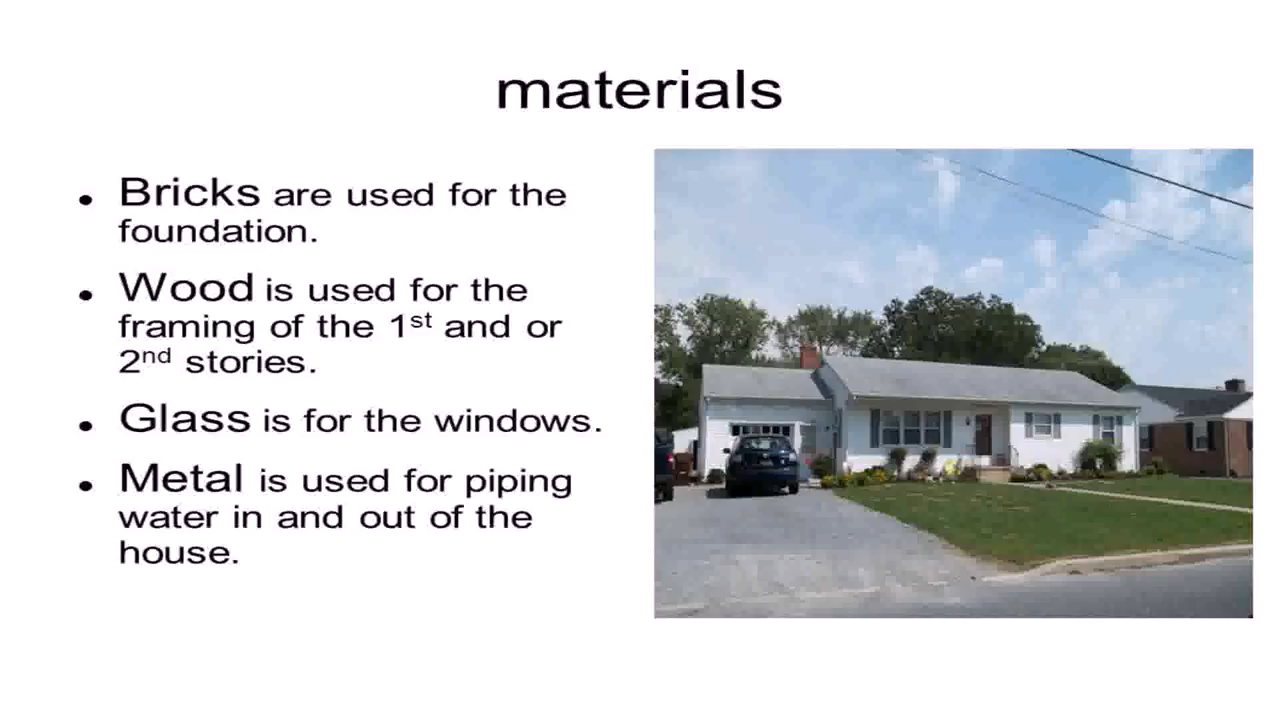 materials
• Bricks are used for the
foundation.
• Wood is used for the
framing of the 1st and or
2nd stories.
• Glass is for the windows.
• Metal is used for piping
water in and out of the
house.